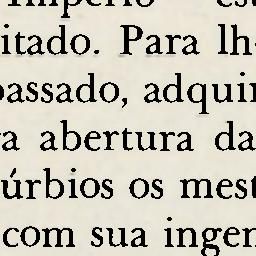 Império est
itado. Para lh-
passado, adquir
a abertura da
úrbios os mest
com sua ingen